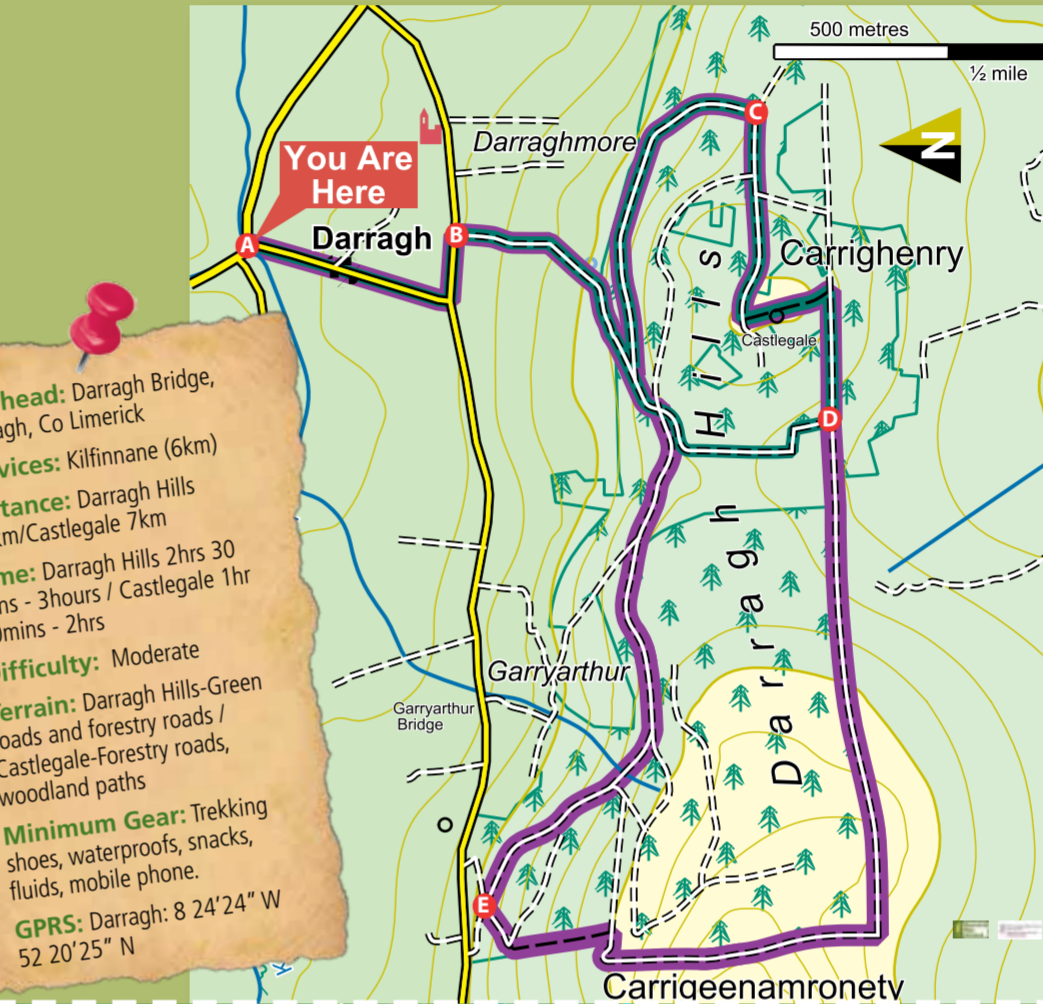 500 metres
½ mile
C
Darraghmore
You Are
Here
N
A
Darragh
B
Carrighenry
Castlegale
D
Darragh Hills
Garryarthur
Garryarthur
Bridge
E
Carrigeenamronety
head: Darragh Bridge,
agh, Co Limerick
vices: Kilfinnane (6km)
tance: Darragh Hills
km/Castlegale 7km
me: Darragh Hills 2hrs 30
ns - 3hours / Castlegale 1hr
0mins - 2hrs
ifficulty: Moderate
errain: Darragh Hills-Green
oads and forestry roads /
Castlegale-Forestry roads,
woodland paths
Minimum Gear: Trekking
shoes, waterproofs, snacks,
fluids, mobile phone.
GPRS: Darragh: 8 24’24” W
52 20’25” N